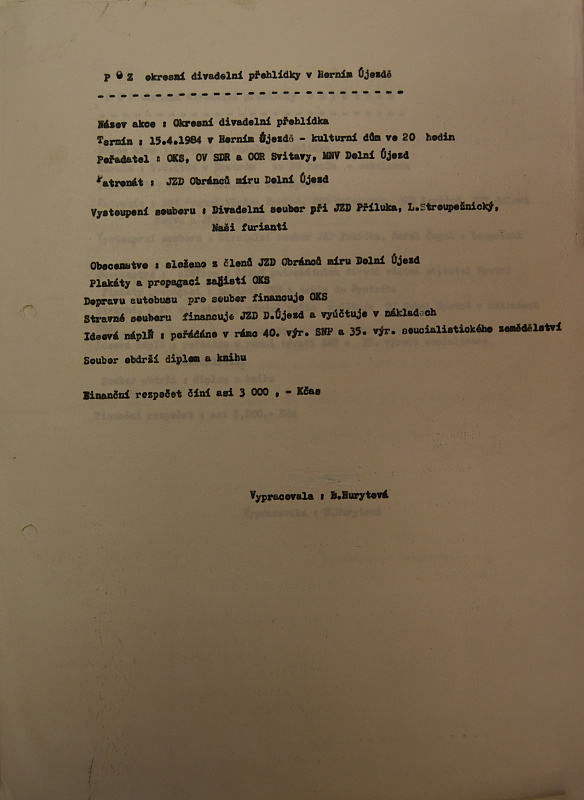 P O Z okresní divadelní přehlídky v Horním Újezdě
Název akce : Okresní divadelní přehlídka
Termín : 15.4.1984 v Horním Újezdě - kulturní dům ve 20 hodin
Pořadatel : OKS, OV SDR a OOR Svitavy, MNV Dolní Újezd
Patronát : JZD Obránců míru Dolní Újezd
Vystoupení souboru : Divadelní soubor při JZD Příluka, L.Stroupežnický,
Naši furianti
Obecenstvo : složeno z členů JZD Obránců míru Dolní Újezd
Plakáty a propagaci zajistí OKS
Dopravu autobusu pro soubor financuje OKS
Stravné souboru financuje JZD D.Újezd a vyúčtuje v nákladech
Ideová náplň : pořádáno v rámc 40. výr. SNP a 35. výr. soucialistického zemědělství
Soubor obdrží diplom a knihu
Binanční rozpočet činí asi 3 000 , - Kčas
Vypracovala : B.Hurytová